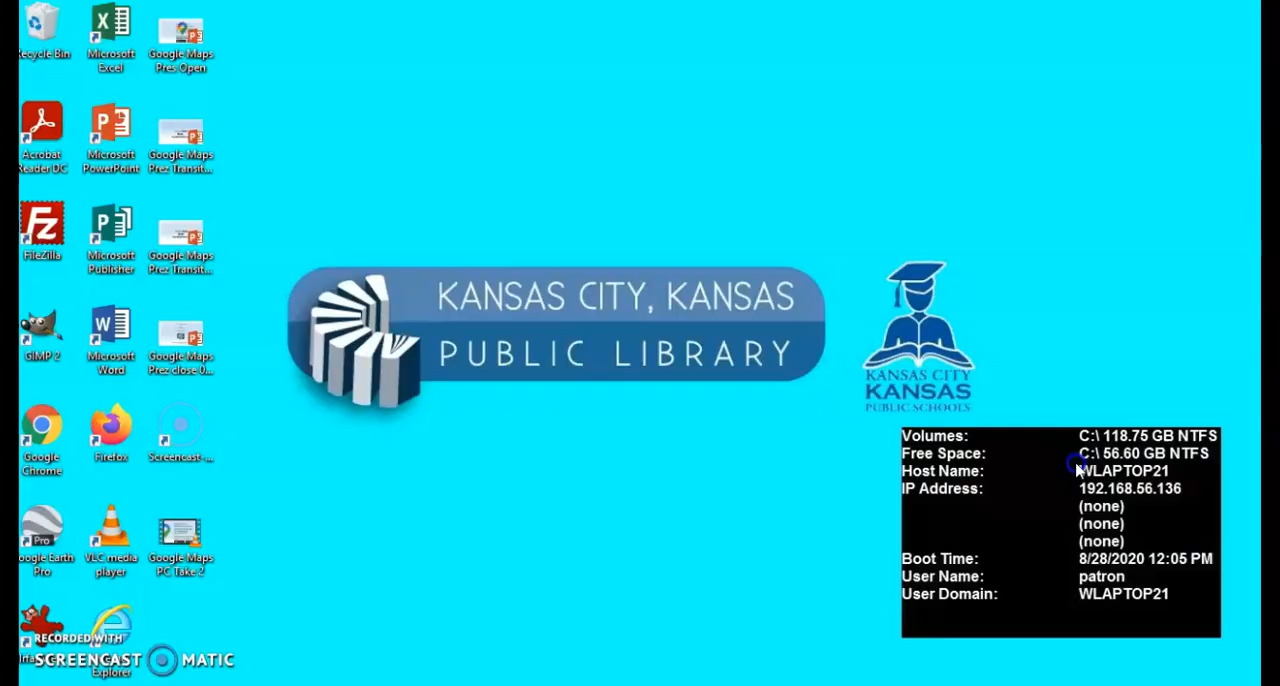 Recycle Bin
Microsoft
Excel
Google Maps
Pres Open
Acrobat
Reader DC
Microsoft
PowerPoint
Google Maps
Prez Transit...
FileZilla
Microsoft
Publisher
Google Maps
Prez Transit...
GIMP 2
Microsoft
Word
Google Maps
Prez close 0...
Google
Chrome
Firefox
Screencast-...
Pro
Google Earth
Pro
VLC media
player
Google Maps
PC Take 2
Explorer
RECORDED WITH
SCREENCAST MATIC
KANSAS CITY, KANSAS
PUBLIC LIBRARY
KANSAS CITY
KANSAS
PUBLIC SCHOOLS
Volumes: C:\ 118.75 GB NTFS
Free Space: C:\ 56.60 GB NTFS
Host Name: WLAPTOP21
IP Address: 192.168.56.136
(none)
(none)
(none)
Boot Time: 8/28/2020 12:05 PM
User Name: patron
User Domain: WLAPTOP21